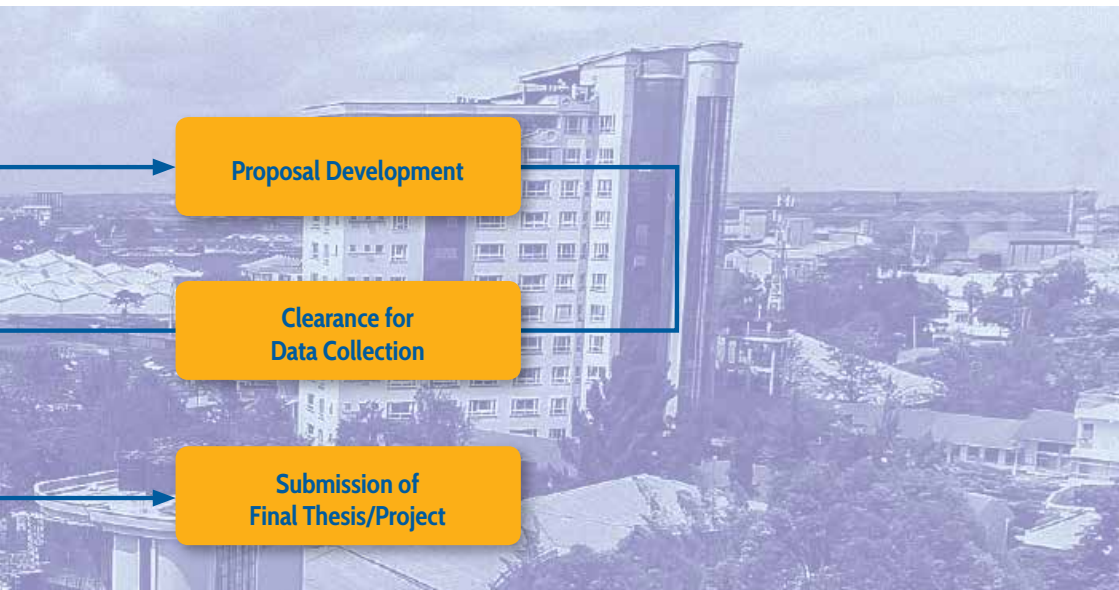 Proposal Development
Clearance for
Data Collection
Submission of
Final Thesis/Project